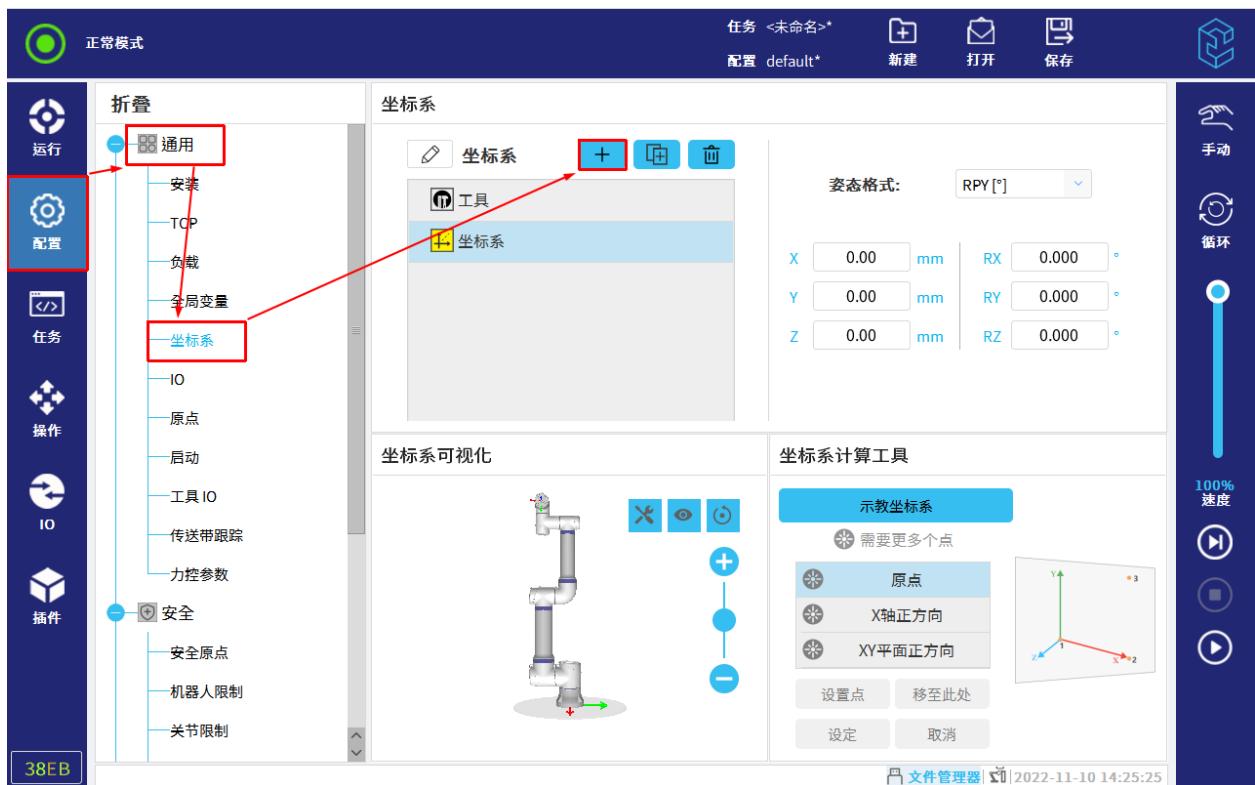 正常模式
任务 <未命名>*
配置 default*
新建
打开
保存
运行
配置
任务
操作
IO
插件
38EB
折叠
通用
安装
TCP
负载
全局变量
坐标系
IO
原点
启动
工具 IO
传送带跟踪
力控参数
安全
安全原点
机器人限制
关节限制
坐标系
坐标系
工具
坐标系
姿态格式: RPY [°]
X 0.00 mm RX 0.000 °
Y 0.00 mm RY 0.000 °
Z 0.00 mm RZ 0.000 °
坐标系可视化
坐标系计算工具
示教坐标系
需要更多个点
原点
X轴正方向
XY平面正方向
设置点 移至此处
设定 取消
Y 3
1
Z X 2
手动
循环
100%
速度
文件管理器 2022-11-10 14:25:25